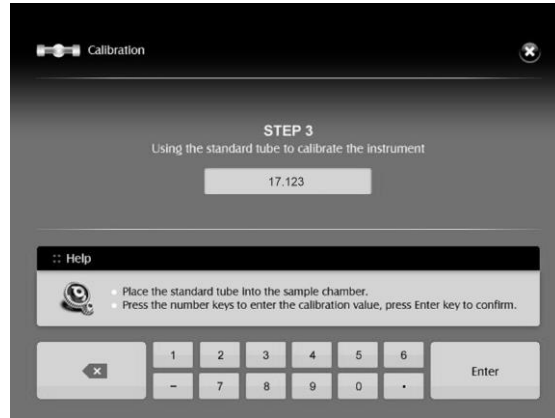 Calibration
STEP 3
Using the standard tube to calibrate the instrument
17.123
:: Help
Place the standard tube into the sample chamber.
Press the number keys to enter the calibration value, press Enter key to confirm.
1 2 3 4 5 6
Enter
– 7 8 9 0 .